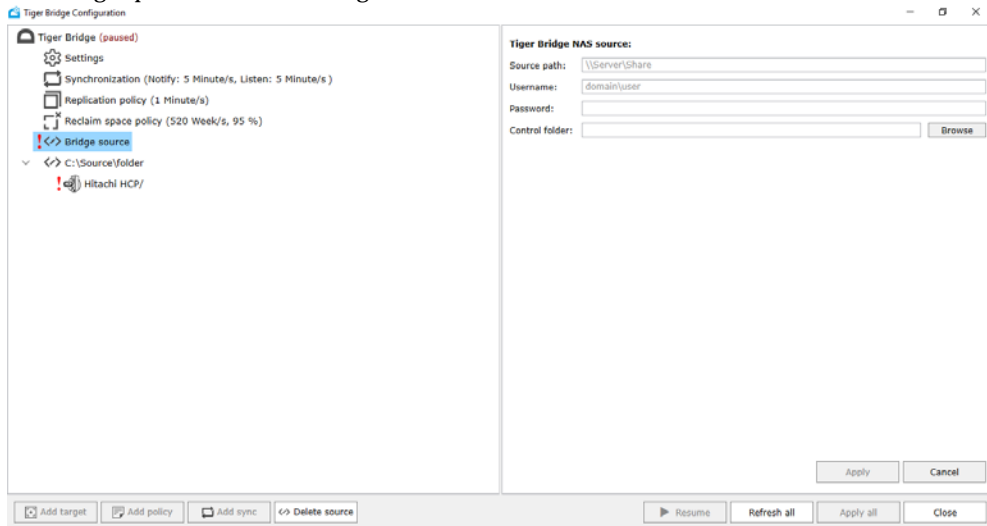 Tiger Bridge Configuration
Tiger Bridge (paused)
Settings
Synchronization (Notify: 5 Minute/s, Listen: 5 Minute/s )
Replication policy (1 Minute/s)
Reclaim space policy (520 Week/s, 95 %)
Bridge source
C:\Source\folder
Hitachi HCP/
Tiger Bridge NAS source:
Source path: \\Server\Share
Username: domain\user
Password:
Control folder: Browse
Apply Cancel
Add target Add policy Add sync Delete source Resume Refresh all Apply all Close